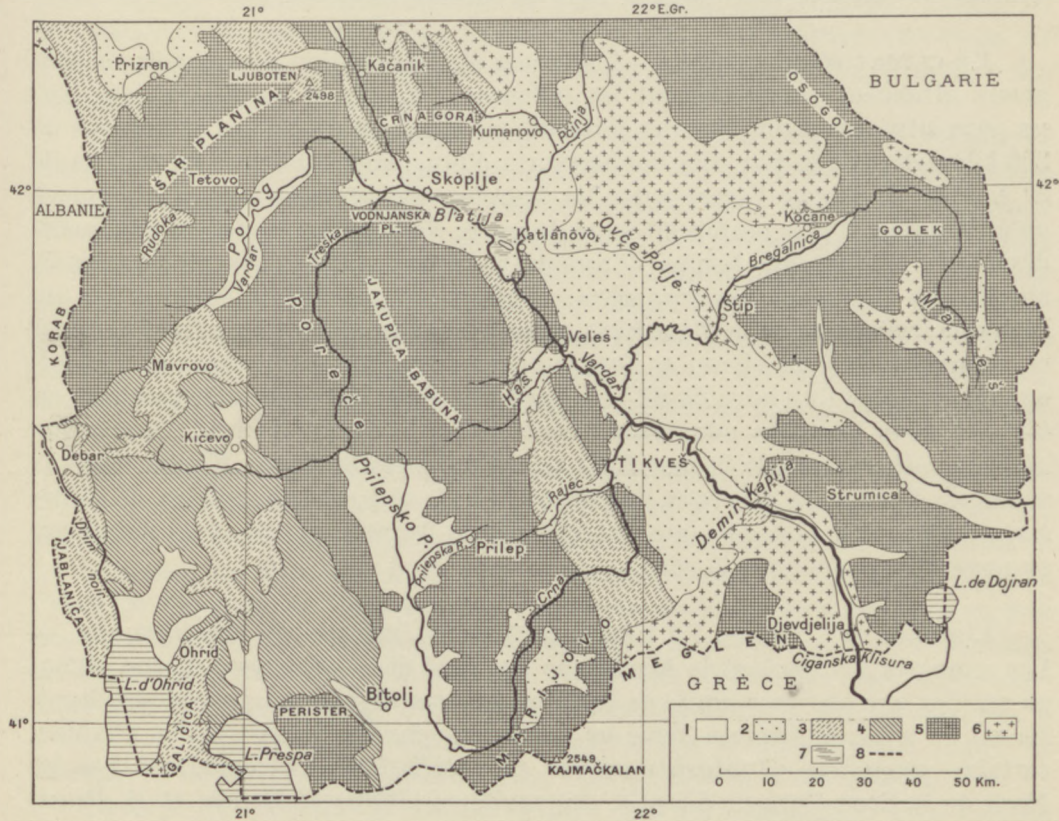 21°
22° E.Gr.
Prizren
LJUBOTEN
2498
Kačanik
OSOGOV
BULGARIE
ŠAR PLANINA
CRNA GORA
Kumanovo
Pčinja
42°
Tetovo
Skoplje
42°
ALBANIE
Polog
VODNJANSKA PL.
Blatija
Rudoka
Treska
Katlanovo
Ovče Polje
Kočane
Bregalnica
GOLEK
Vardar
Poreče
JAKUPICA BABUNA
Štip
KORAB
Veles
Vardar
Mavrovo
Has
Kičevo
Debar
TIKVEŠ
Prilepsko P.
Rajec
Demir Kapija
Strumica
Drim noir
Prilepska R.
Prilep
JABLANICA
Crna
L. de Dojran
MARIJOVO
Djevdjelija
Ohrid
MEGLEN
Ciganska Klisura
L. d'Ohrid
GRÈCE
Bitolj
PERISTER
GALIČICA
41°
L. Prespa
2549
KAJMAČKALAN
1 2 3 4 5 6
7 8
0 10 20 30 40 50 Km.
21°
22°